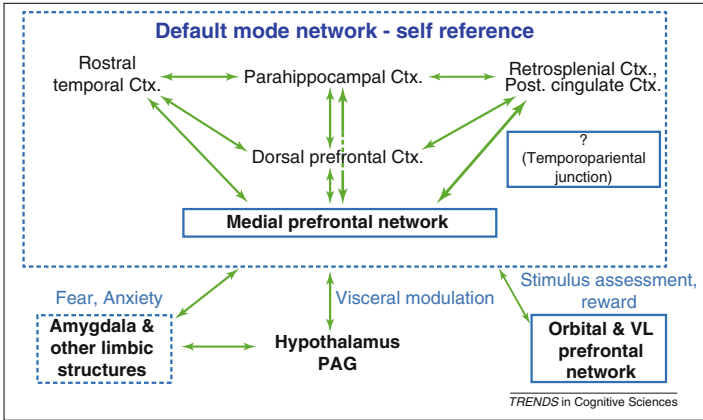 Default mode network - self reference
Rostral
temporal Ctx.
Parahippocampal Ctx.
Retrosplenial Ctx.,
Post. cingulate Ctx.
Dorsal prefrontal Ctx.
?
(Temporopariental
junction)
Medial prefrontal network
Fear, Anxiety
Visceral modulation
Stimulus assessment,
reward
Amygdala &
other limbic
structures
Hypothalamus
PAG
Orbital & VL
prefrontal
network
TRENDS in Cognitive Sciences